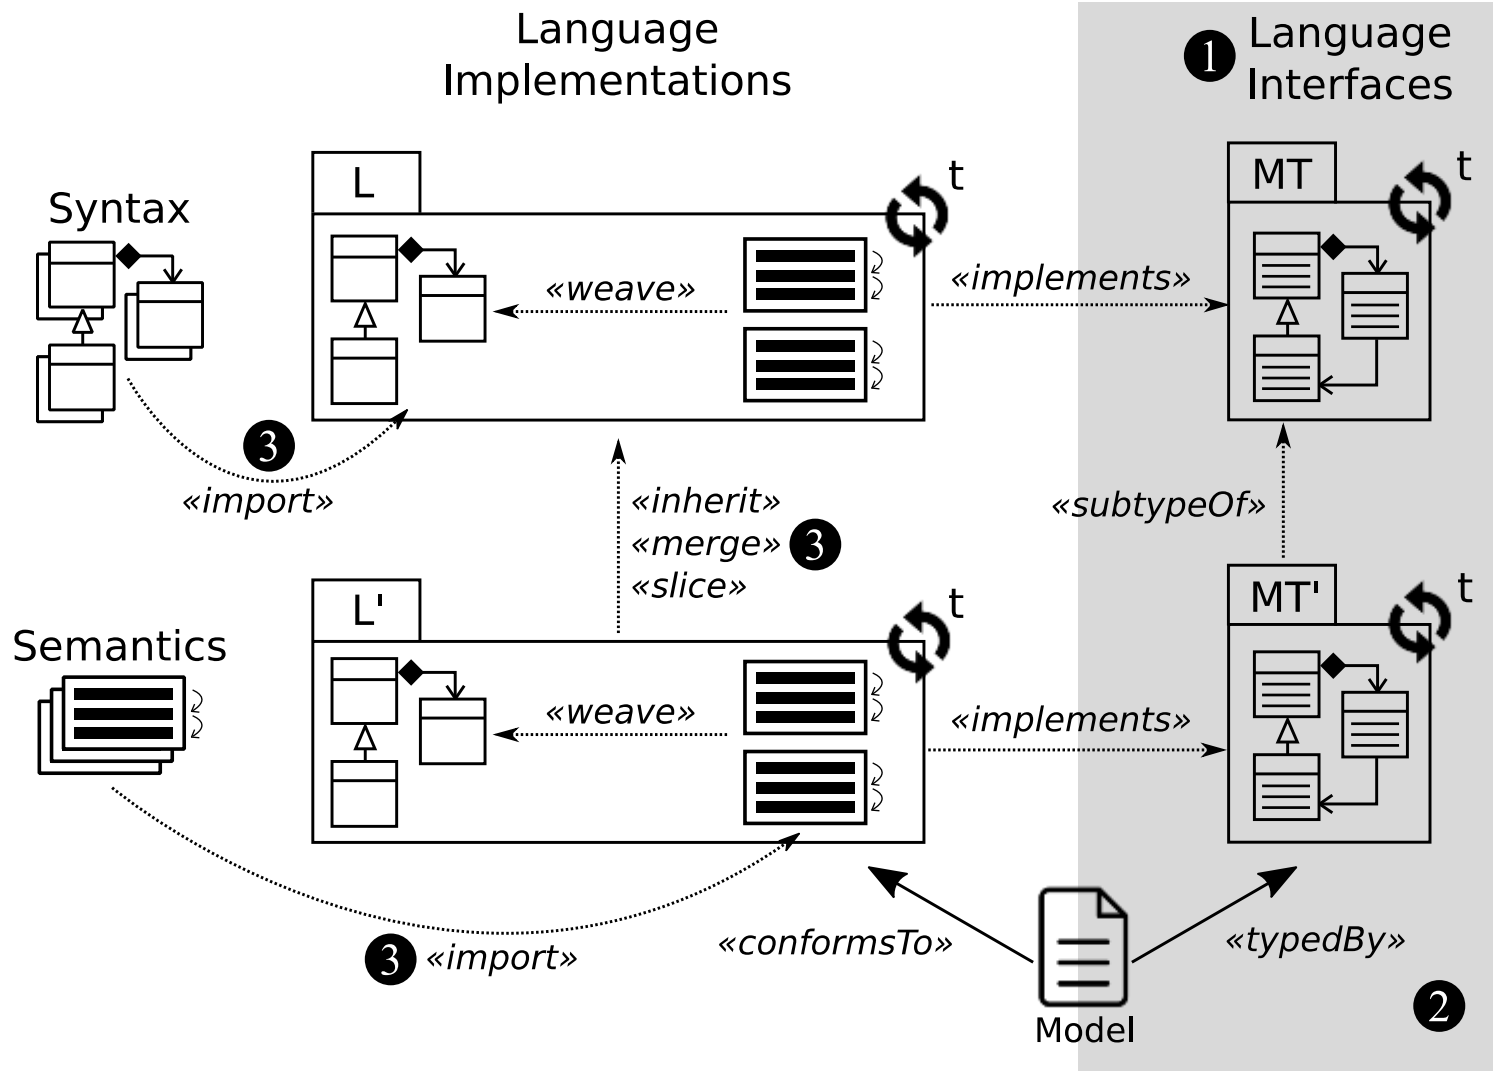 Language
Implementations
1 Language
Interfaces
Syntax
L
t
MT
t
«weave»
«implements»
3
«import»
«inherit»
«merge» 3
«slice»
«subtypeOf»
Semantics
L'
t
MT'
t
«weave»
«implements»
3 «import»
«conformsTo»
«typedBy»
Model
2